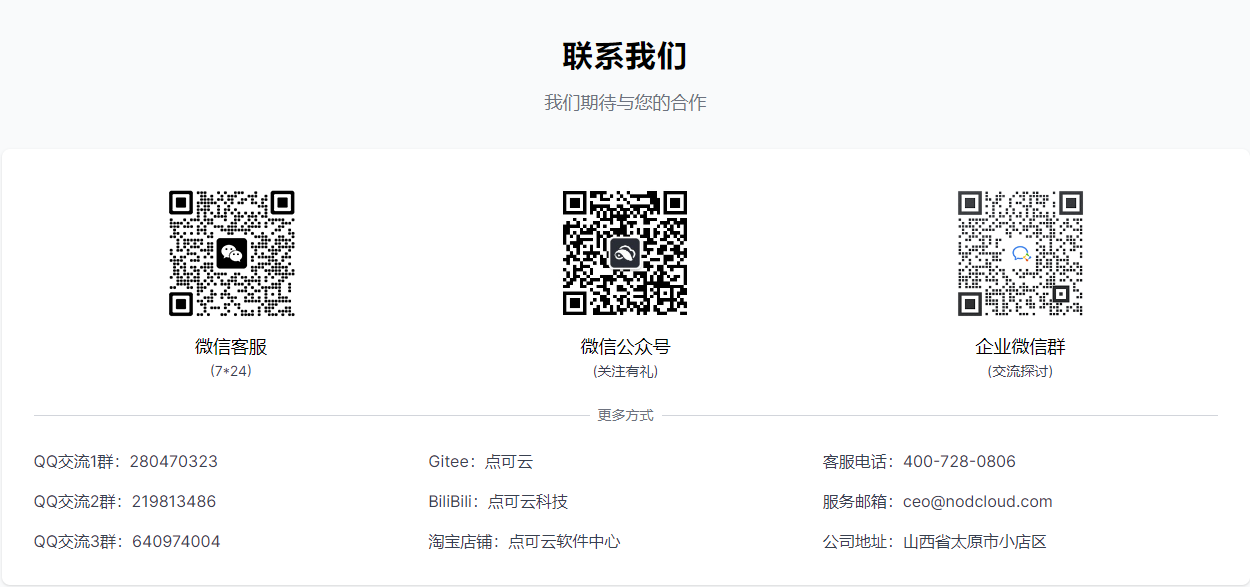 联系我们
我们期待与您的合作
微信客服
(7*24)
微信公众号
(关注有礼)
企业微信群
(交流探讨)
更多方式
QQ交流1群：280470323
Gitee：点可云
客服电话：400-728-0806
QQ交流2群：219813486
BiliBili：点可云科技
服务邮箱：ceo@nodcloud.com
QQ交流3群：640974004
淘宝店铺：点可云软件中心
公司地址：山西省太原市小店区